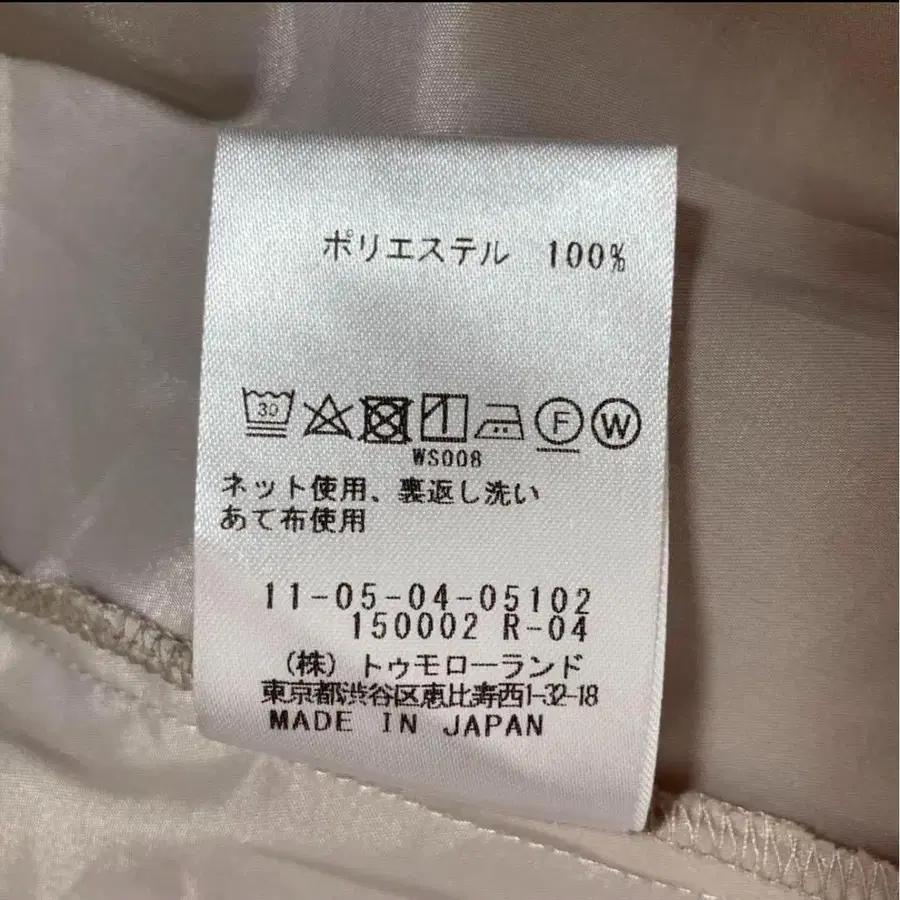 ポリエステル 100%
30 F W
WS008
ネット使用、裏返し洗い
あて布使用
11-05-04-05102
150002 R-04
(株) トゥモローランド
東京都渋谷区恵比寿西1-32-18
MADE IN JAPAN